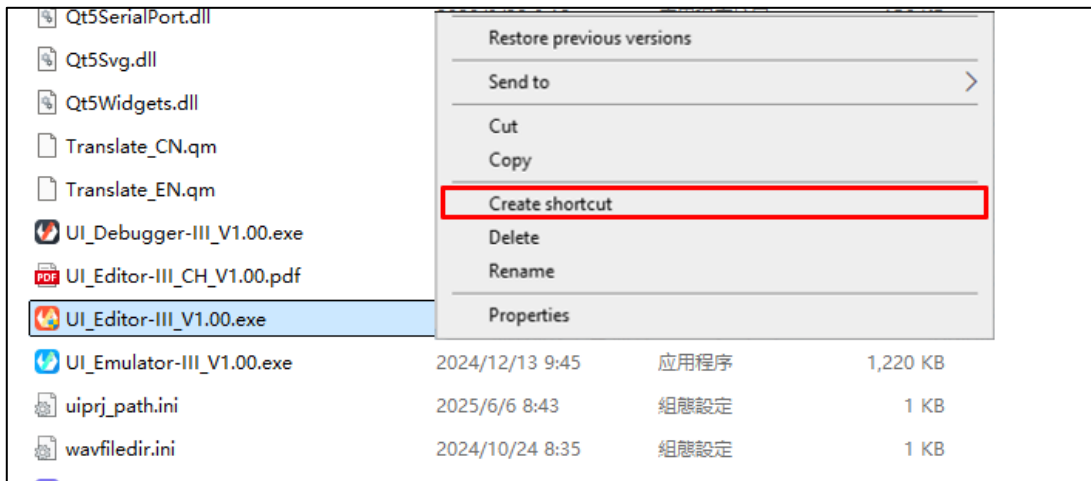 Qt5SerialPort.dll
Restore previous versions
Qt5Svg.dll
Send to
Qt5Widgets.dll
Cut
Translate_CN.qm
Copy
Translate_EN.qm
Create shortcut
UI_Debugger-III_V1.00.exe
Delete
PDF UI_Editor-III_CH_V1.00.pdf
Rename
UI_Editor-III_V1.00.exe
Properties
UI_Emulator-III_V1.00.exe 2024/12/13 9:45 应用程序 1,220 KB
uiprj_path.ini 2025/6/6 8:43 組態設定 1 KB
wavfiledir.ini 2024/10/24 8:35 組態設定 1 KB